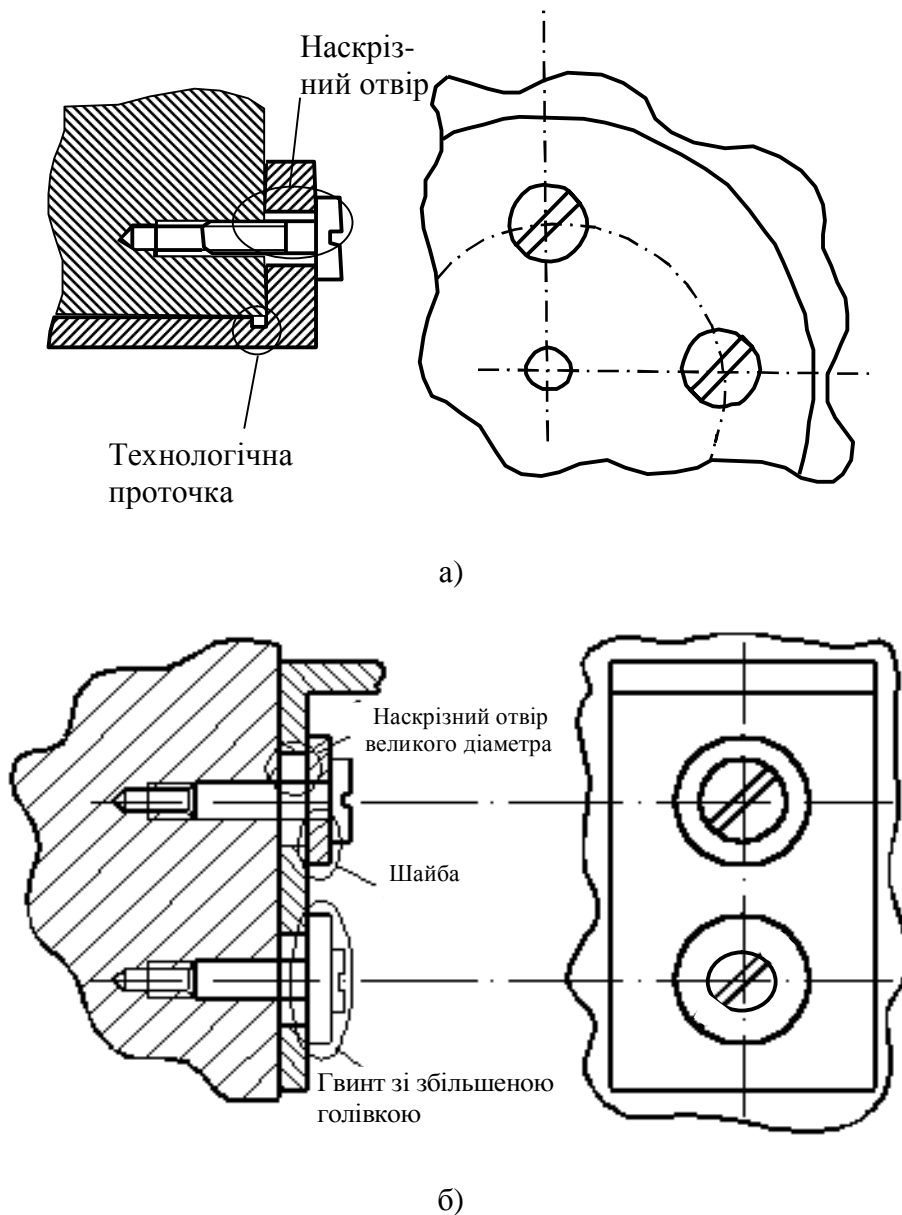 Наскріз-
ний отвір
Технологічна
проточка
а)
Наскрізний отвір
великого діаметра
Шайба
Гвинт зі збільшеною
голівкою
б)